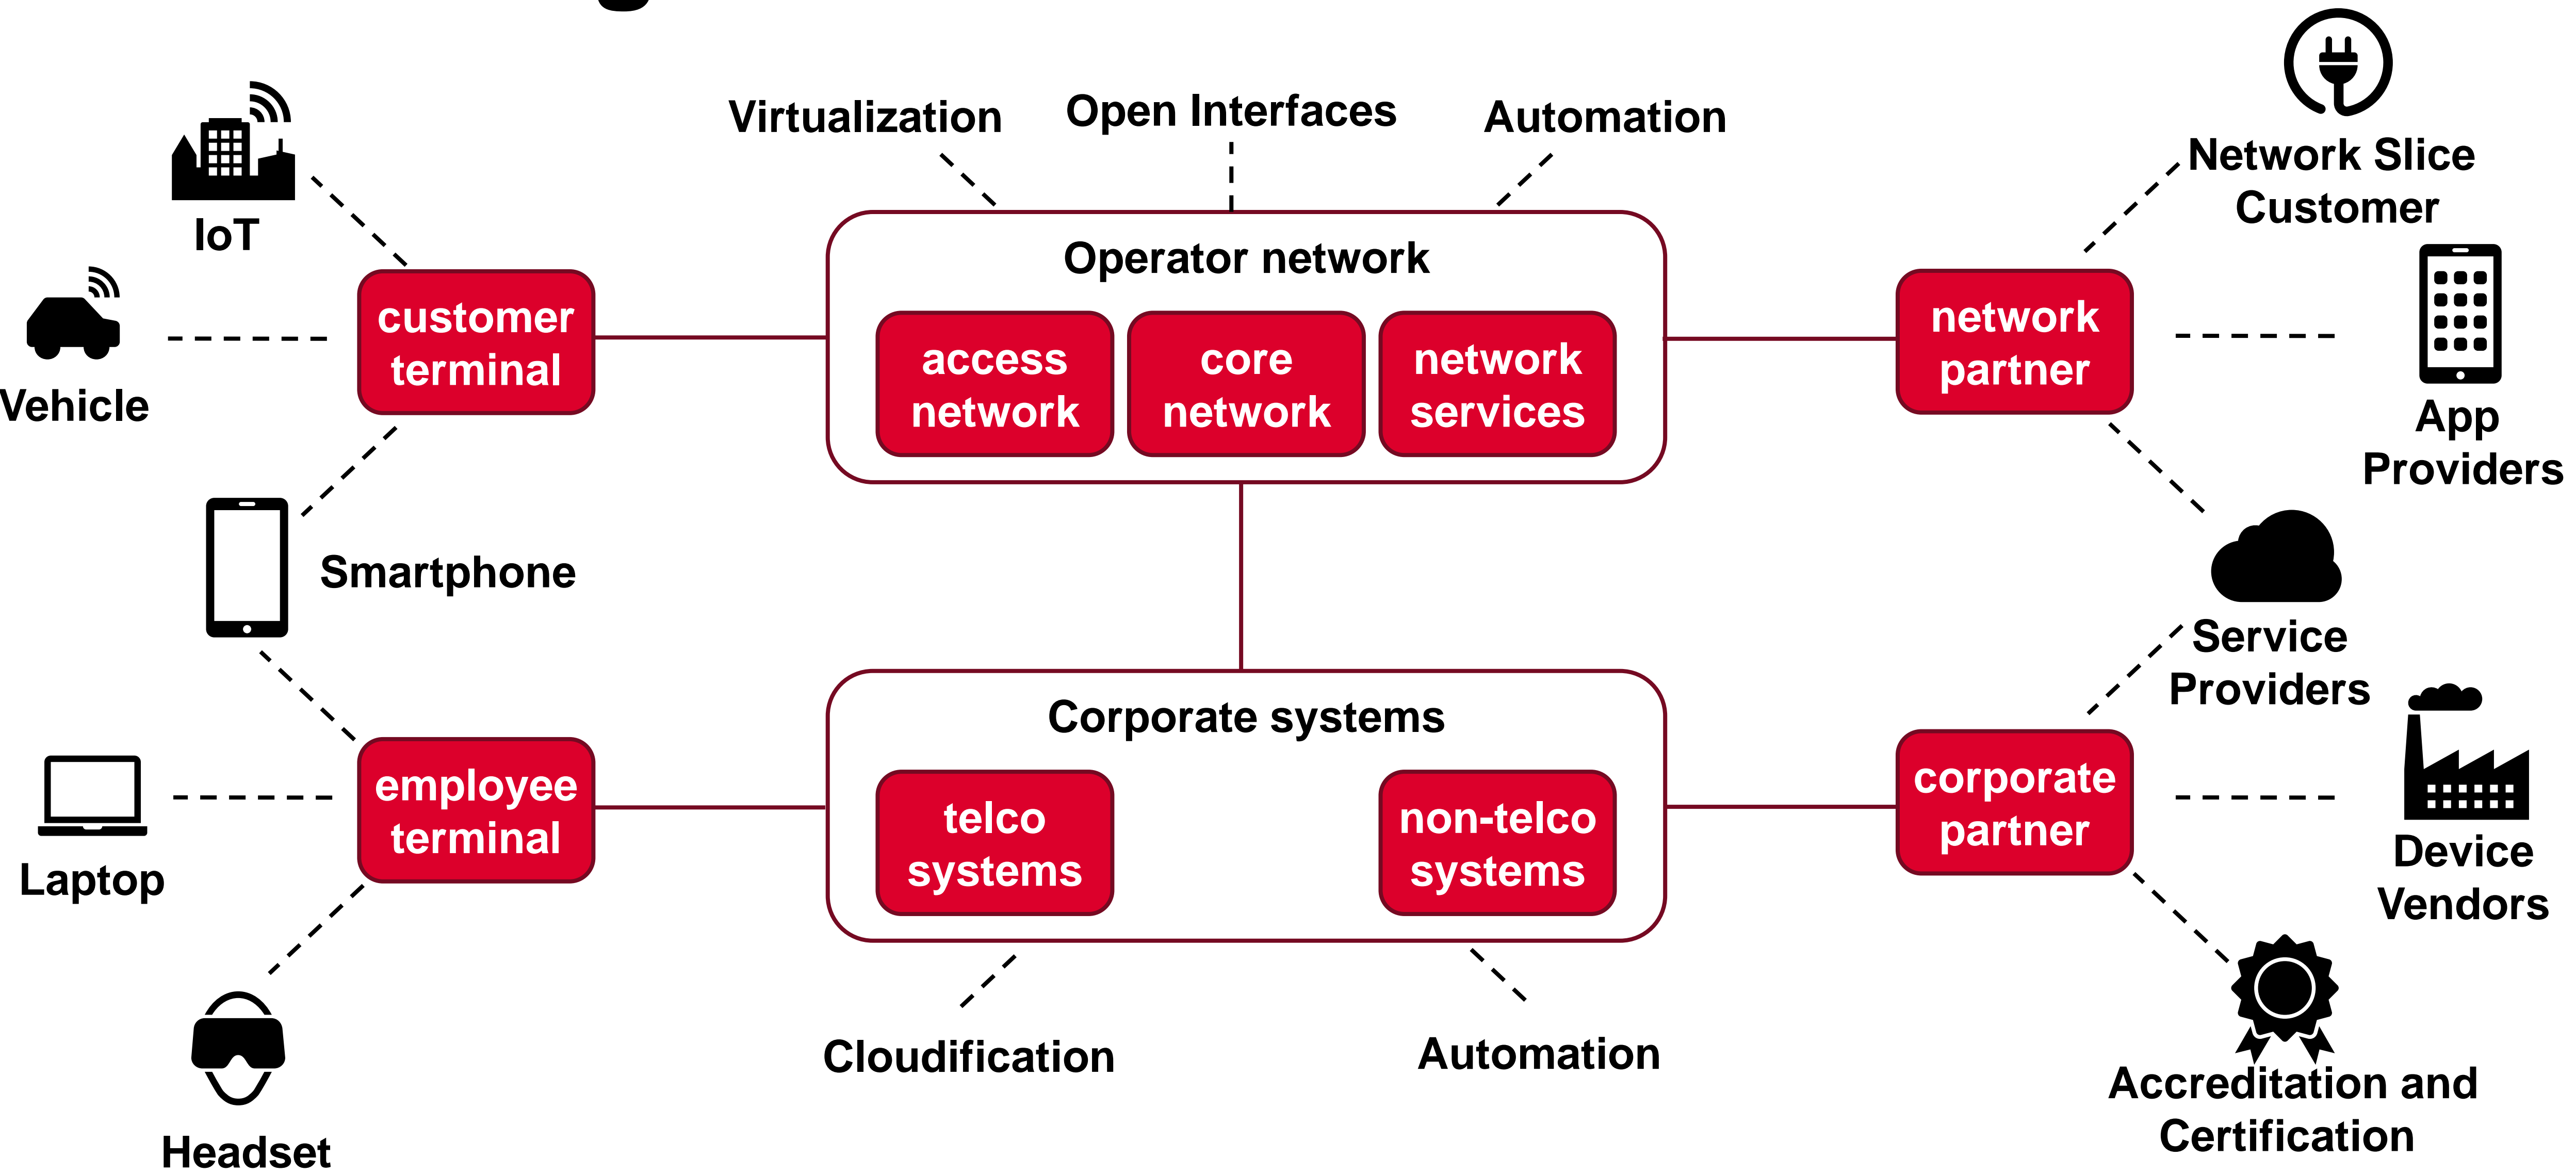 Virtualization
Open Interfaces
Automation
Network Slice
Customer
IoT
Operator network
customer
terminal
access
network
core
network
network
services
network
partner
Vehicle
App
Providers
Smartphone
Service
Providers
Corporate systems
employee
terminal
telco
systems
non-telco
systems
corporate
partner
Laptop
Device
Vendors
Cloudification
Automation
Accreditation and
Certification
Headset